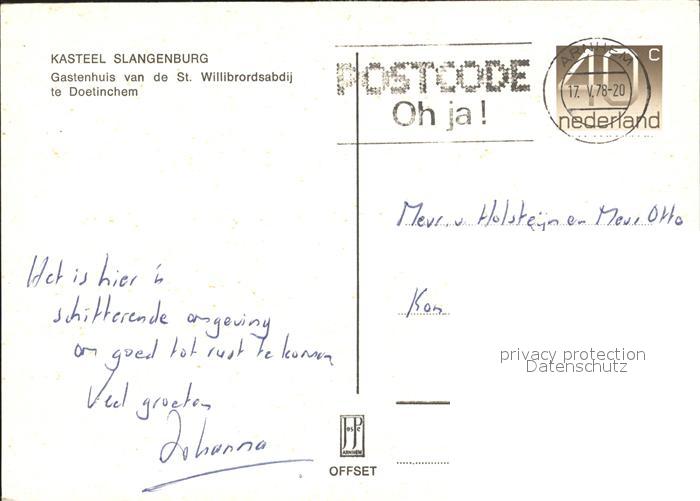 KASTEEL SLANGENBURG
Gastenhuis van de St. Willibrordsabdij
te Doetinchem
POSTCODE
Oh ja!
ARNHEM
17. V.78-20
40 c
nederland
Mevr. v Holsteijn en Mevr Otto
Kon
privacy protection
Datenschutz
Het is hier 'n
schitterende omgeving
om goed tot rust te komen
Veel groeten
Johanna
ARNHEM
OFFSET